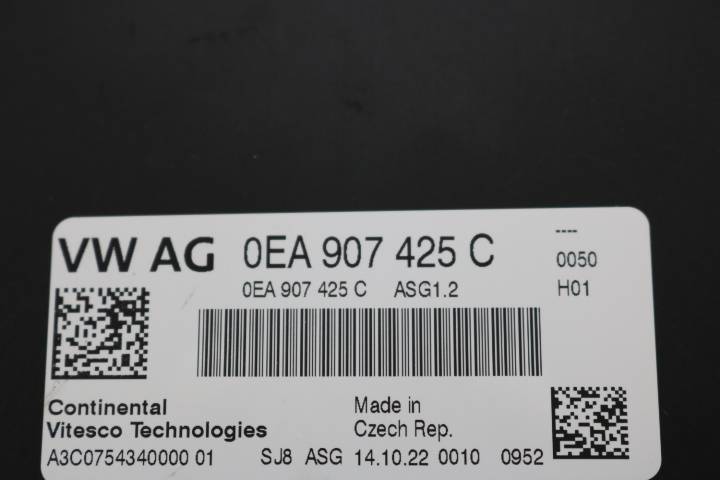 VW AG 0EA 907 425 C ----
0EA 907 425 C ASG1.2 0050
H01
Continental Made in
Vitesco Technologies Czech Rep.
A3C0754340000 01 SJ8 ASG 14.10.22 0010 0952